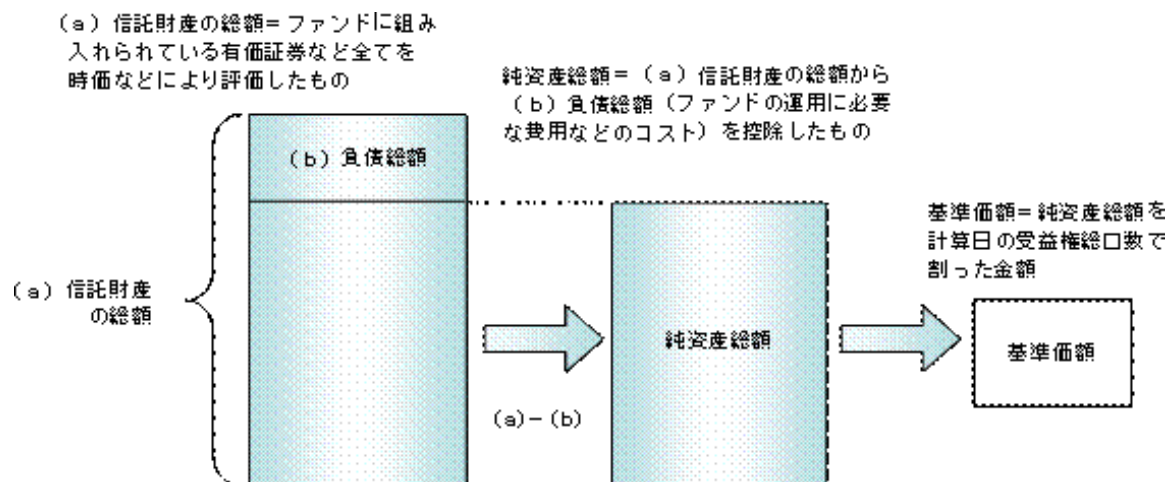 (a) 信託財産の総額=ファンドに組み
入れられている有価証券など全てを
時価などにより評価したもの
純資産総額=(a)信託財産の総額から
(b)負債総額(ファンドの運用に必要
な費用などのコスト)を控除したもの
(b)負債総額
基準価額=純資産総額を
計算日の受益権総口数で
割った金額
(a)信託財産
の総額
純資産総額
基準価額
(a)-(b)